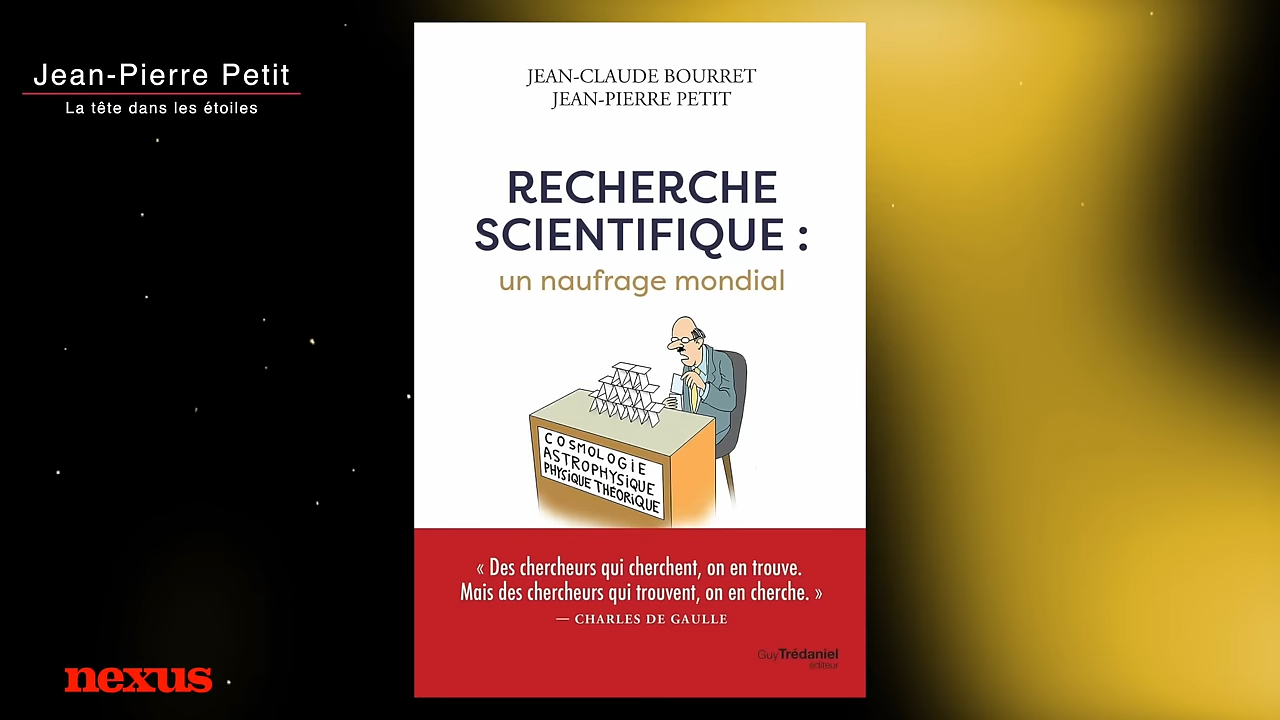 Jean-Pierre Petit
La tête dans les étoiles
JEAN-CLAUDE BOURRET
JEAN-PIERRE PETIT
RECHERCHE
SCIENTIFIQUE :
un naufrage mondial
COSMOLOGIE
ASTROPHYSIQUE
PHYSIQUE THÉORIQUE
« Des chercheurs qui cherchent, on en trouve.
Mais des chercheurs qui trouvent, on en cherche. »
— CHARLES DE GAULLE
GuyTrédaniel
éditeur
nexus